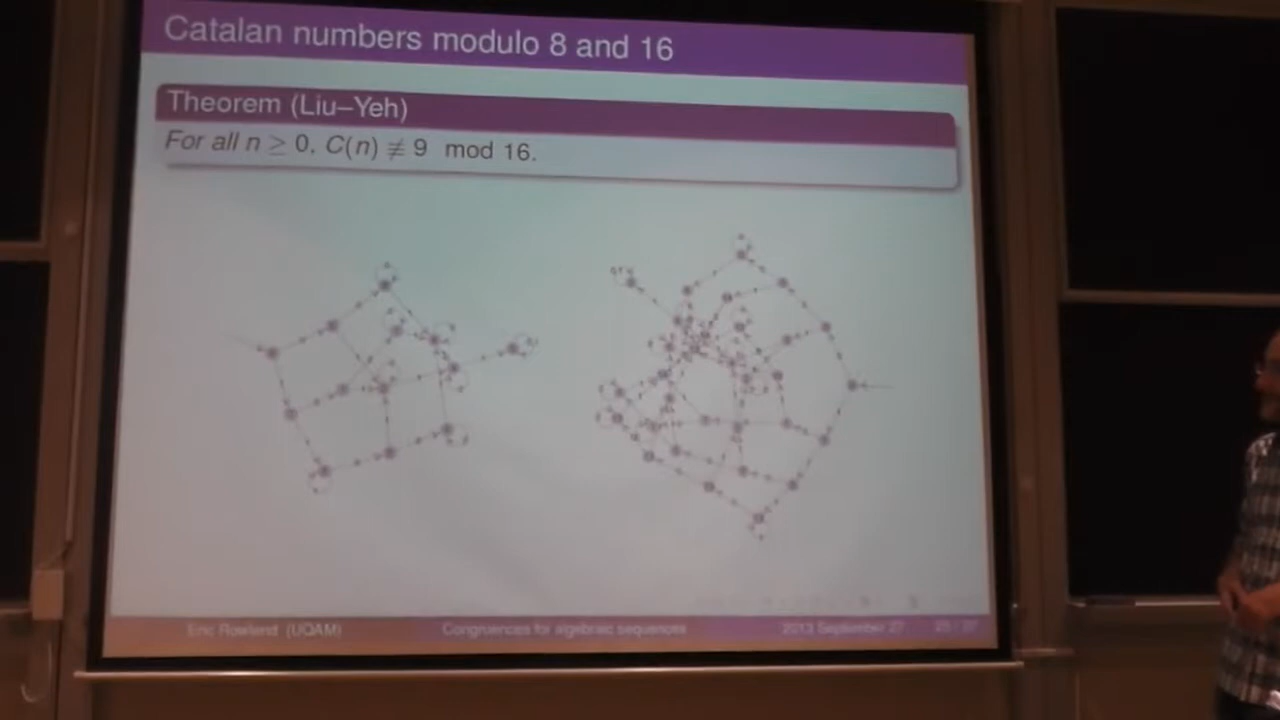 Catalan numbers modulo 8 and 16
Theorem (Liu–Yeh)
For all n ≥ 0, C(n) ≢ 9 mod 16.
Eric Rowland (UQAM) Congruences for algebraic sequences 2013 September 27